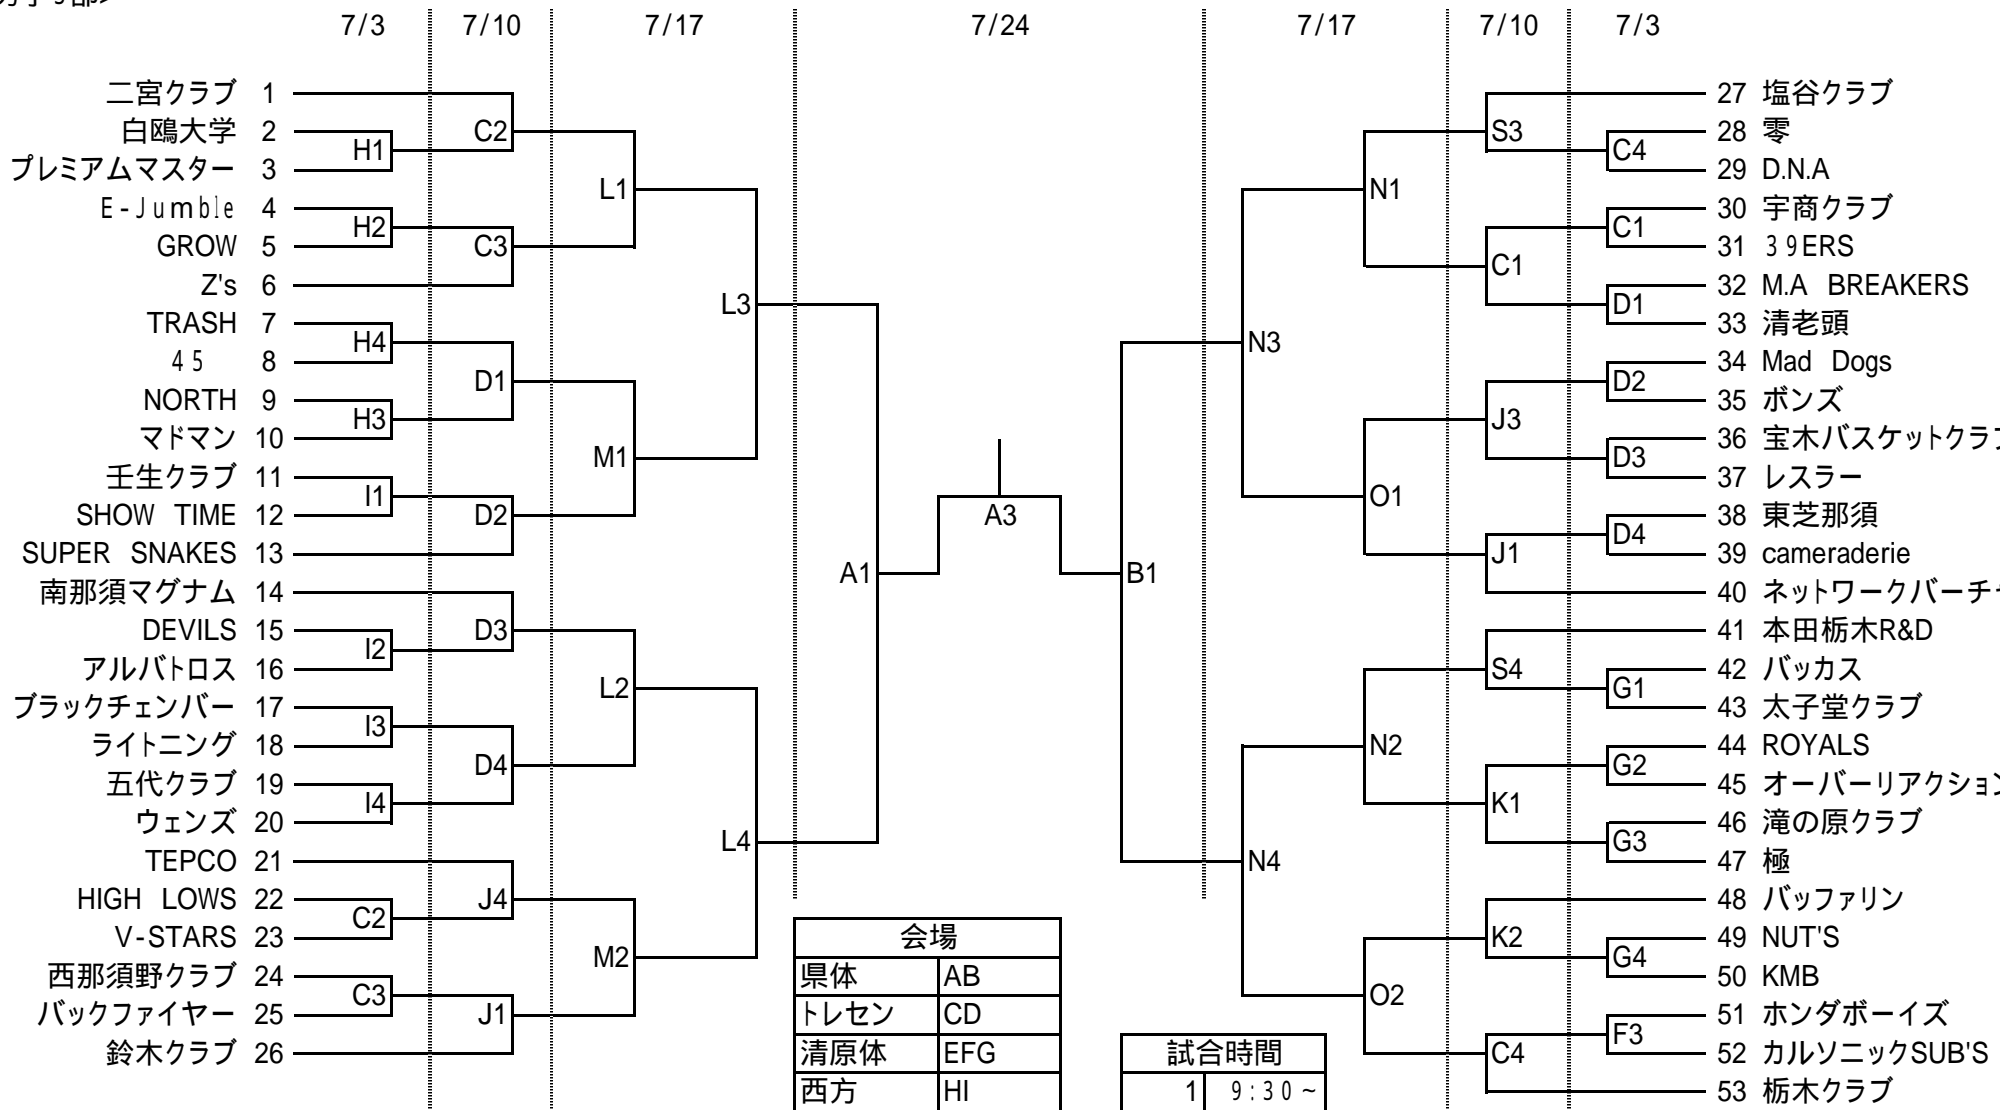 7/3 7/10 7/17 7/24 7/17 7/10 7/3
二宮クラブ 1
白鴎大学 2
プレミアムマスター 3
E-Jumble 4
GROW 5
Z's 6
TRASH 7
45 8
NORTH 9
マドマン 10
壬生クラブ 11
SHOW TIME 12
SUPER SNAKES 13
南那須マグナム 14
DEVILS 15
アルバトロス 16
ブラックチェンバー 17
ライトニング 18
五代クラブ 19
ウェンズ 20
TEPCO 21
HIGH LOWS 22
V-STARS 23
西那須野クラブ 24
バックファイヤー 25
鈴木クラブ 26
H1
H2
H4
H3
I1
I2
I3
I4
C2
C3
C2
C3
D1
D2
D3
D4
J4
J1
L1
M1
L2
M2
L3
L4
A1
A3
B1
N3
N4
N1
O1
N2
O2
S3
C1
J3
J1
S4
K1
K2
C4
C4
C1
D1
D2
D3
D4
G1
G2
G3
G4
F3
27 塩谷クラブ
28 零
29 D.N.A
30 宇商クラブ
31 39ERS
32 M.A BREAKERS
33 清老頭
34 Mad Dogs
35 ボンズ
36 宝木バスケットクラブ
37 レスラー
38 東芝那須
39 cameraderie
40 ネットワークバーチ
41 本田栃木R&D
42 バッカス
43 太子堂クラブ
44 ROYALS
45 オーバーリアクション
46 滝の原クラブ
47 極
48 バッファリン
49 NUT'S
50 KMB
51 ホンダボーイズ
52 カルソニックSUB'S
53 栃木クラブ
会場
県体 AB
トレセン CD
清原体 EFG
西方 HI
試合時間
1 9:30~